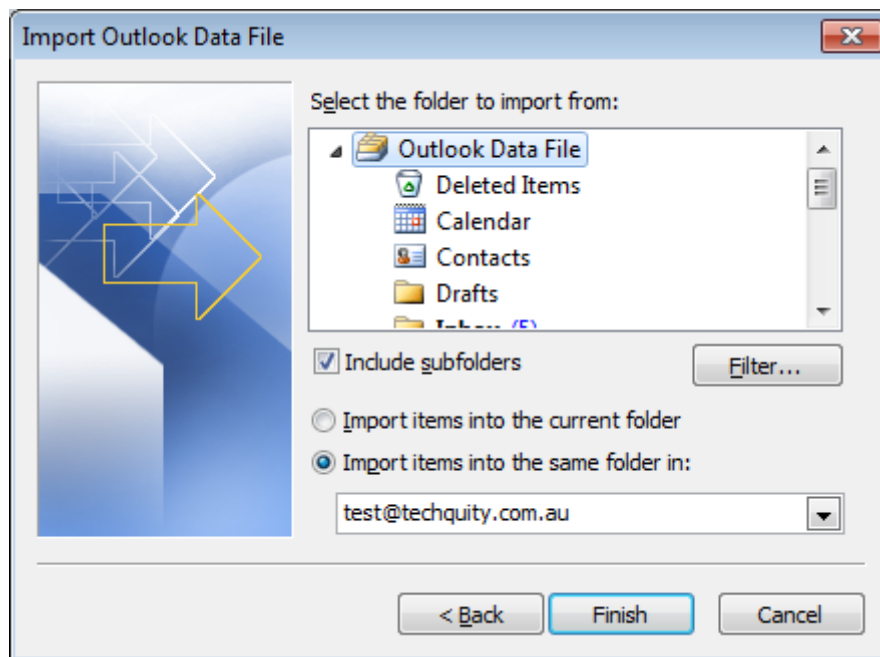 Import Outlook Data File
Select the folder to import from:
Outlook Data File
Deleted Items
Calendar
Contacts
Drafts
Inbox (5)
Include subfolders
Filter...
Import items into the current folder
Import items into the same folder in:
test@techquity.com.au
< Back
Finish
Cancel